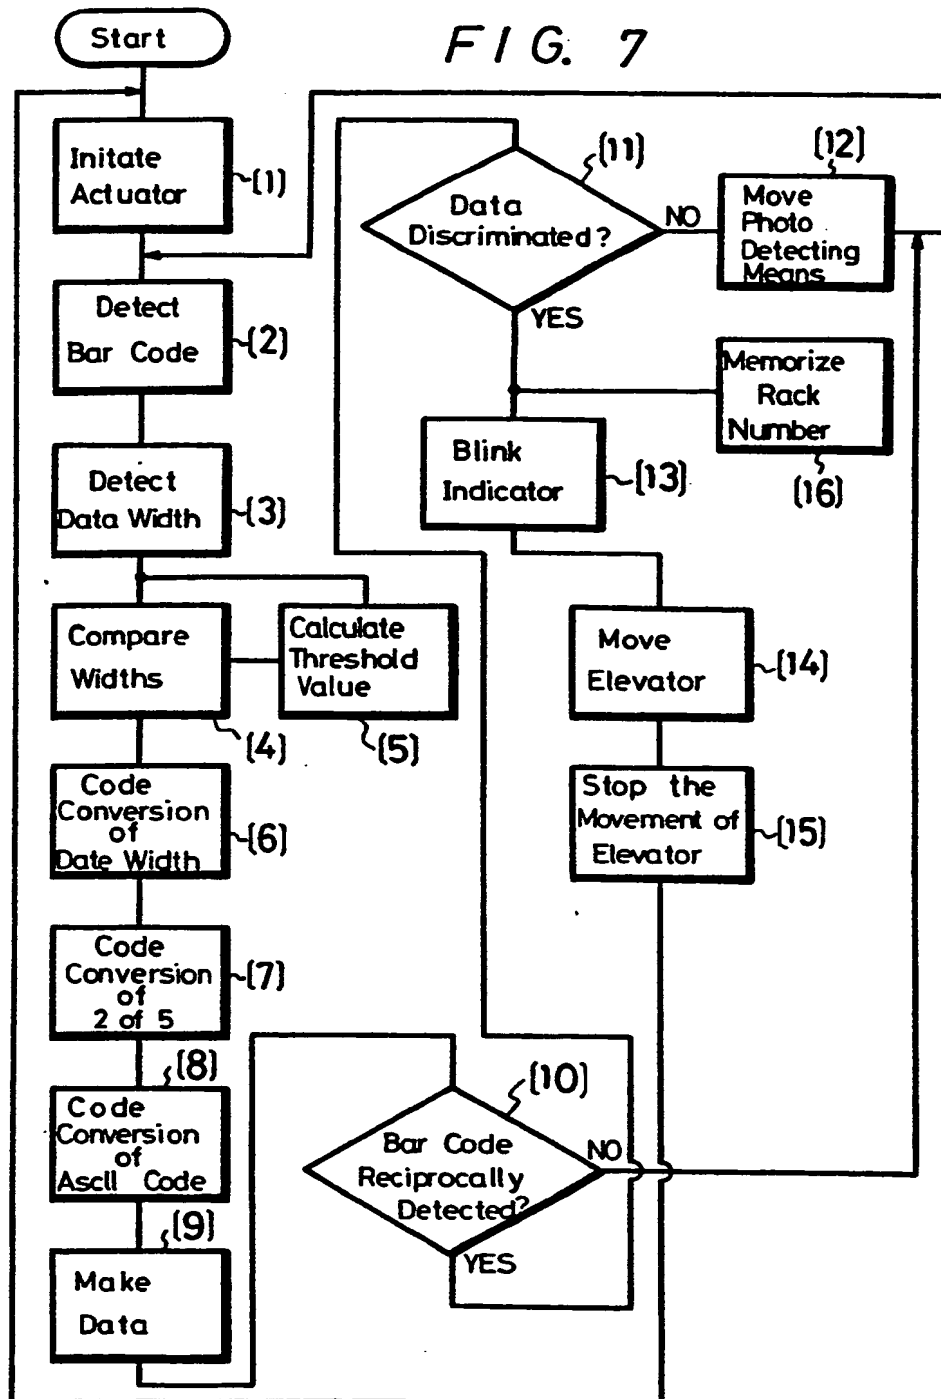 FIG. 7
Start
Initate
Actuator
(1)
Detect
Bar Code
(2)
Detect
Data Width
(3)
Compare
Widths
(4)
Calculate
Threshold
Value
(5)
Code
Conversion
of
Date Width
(6)
Code
Conversion
of
2 of 5
(7)
(8)
Code
Conversion
of
Ascll Code
(9)
Make
Data
(10)
Bar Code
Reciprocally
Detected?
NO
YES
(11)
Data
Discriminated?
NO
YES
(12)
Move
Photo
Detecting
Means
Memorize
Rack
Number
(16)
Blink
Indicator
(13)
Move
Elevator
(14)
Stop the
Movement of
Elevator
(15)